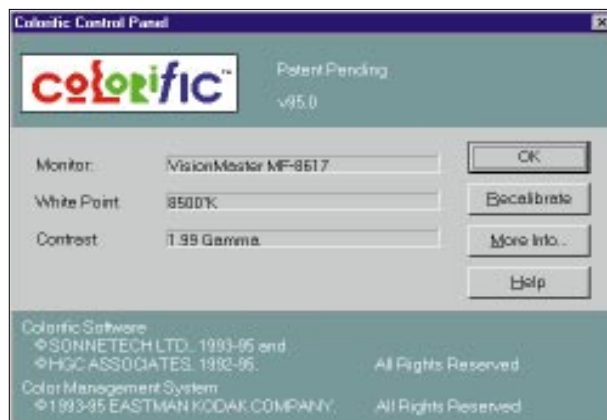 Colorific Control Panel
colorific™
Patent Pending
v95.0
Monitor: VisionMaster MF-8617
White Point 8500°K
Contrast 1.99 Gamma
OK
Recalibrate
More Info...
Help
Colorific Software
©SONNETECH LTD., 1993-95 and
©HGC ASSOCIATES, 1992-95. All Rights Reserved
Color Management System
©1993-95 EASTMAN KODAK COMPANY. All Rights Reserved